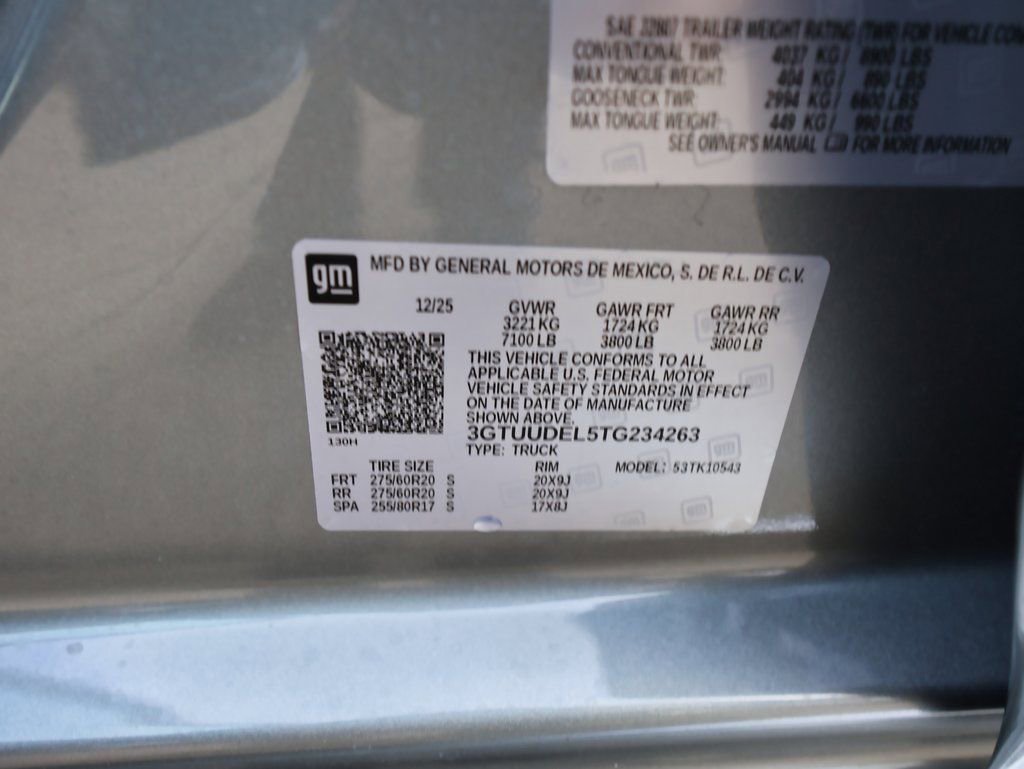 SAE J2807 TRAILER WEIGHT RATING (TWR) FOR VEHICLE
CONVENTIONAL TWR: 4037 KG / 8900 LBS
MAX TONGUE WEIGHT: 404 KG / 890 LBS
GOOSENECK TWR: 2994 KG / 6600 LBS
MAX TONGUE WEIGHT: 449 KG / 990 LBS
SEE OWNER'S MANUAL FOR MORE INFORMATION
gm
MFD BY GENERAL MOTORS DE MEXICO, S. DE R.L. DE C.V.
12/25 GVWR GAWR FRT GAWR RR
3221 KG 1724 KG 1724 KG
7100 LB 3800 LB 3800 LB
THIS VEHICLE CONFORMS TO ALL
APPLICABLE U.S. FEDERAL MOTOR
VEHICLE SAFETY STANDARDS IN EFFECT
ON THE DATE OF MANUFACTURE
SHOWN ABOVE.
3GTUUDEL5TG234263
130H
TYPE: TRUCK
TIRE SIZE RIM MODEL: 53TK10543
FRT 275/60R20 S 20X9J
RR 275/60R20 S 20X9J
SPA 255/80R17 S 17X8J